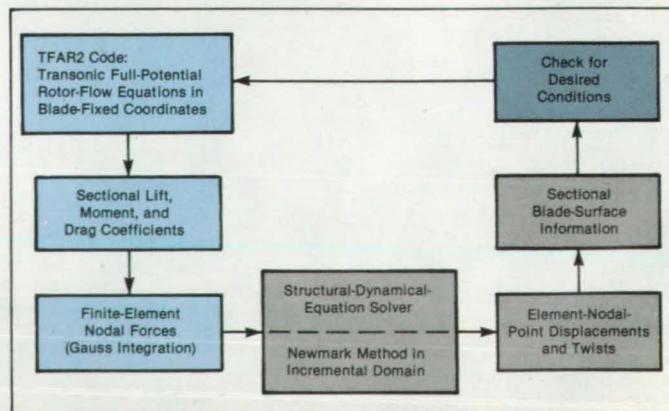 TFAR2 Code:
Transonic Full-Potential
Rotor-Flow Equations in
Blade-Fixed Coordinates
Check for
Desired
Conditions
Sectional Lift,
Moment, and
Drag Coefficients
Sectional
Blade-Surface
Information
Finite-Element
Nodal Forces
(Gauss Integration)
Structural-Dynamical-
Equation Solver
Newmark Method in
Incremental Domain
Element-Nodal-
Point Displacements
and Twists